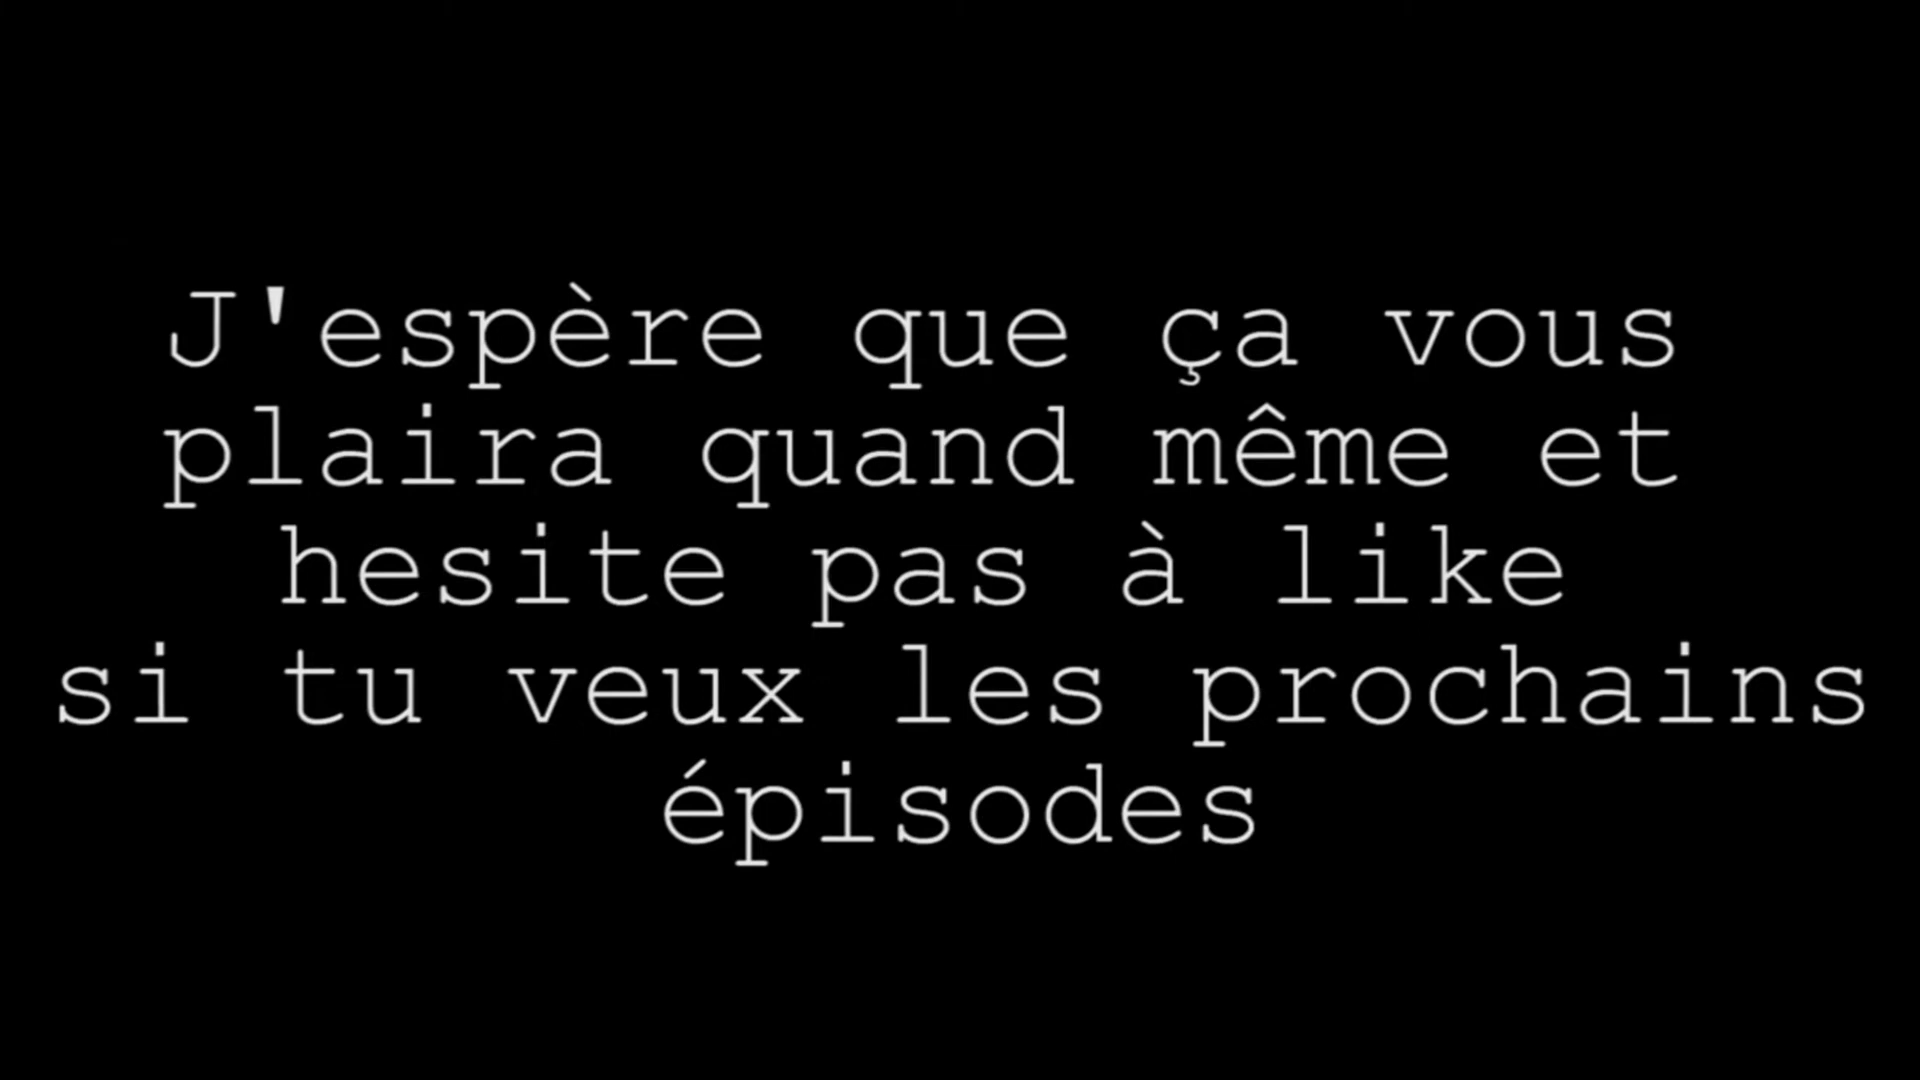 J'espère que ça vous
plaira quand même et
hesite pas à like
si tu veux les prochains
épisodes